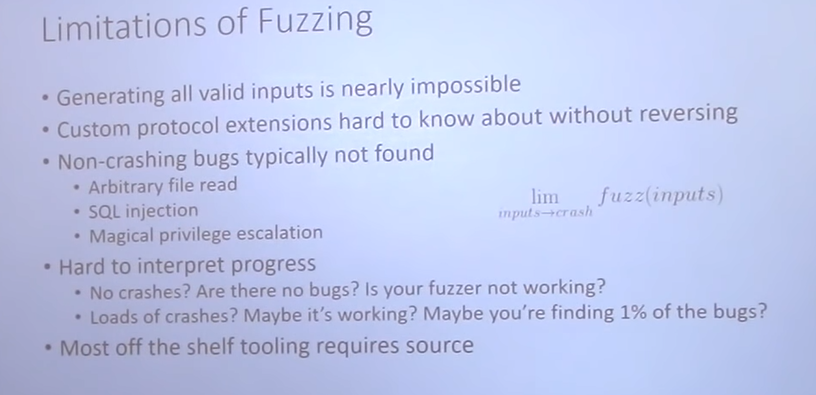 Limitations of Fuzzing
• Generating all valid inputs is nearly impossible
• Custom protocol extensions hard to know about without reversing
• Non-crashing bugs typically not found
• Arbitrary file read
• SQL injection
• Magical privilege escalation
lim fuzz(inputs)
inputs→crash
• Hard to interpret progress
• No crashes? Are there no bugs? Is your fuzzer not working?
• Loads of crashes? Maybe it's working? Maybe you're finding 1% of the bugs?
• Most off the shelf tooling requires source